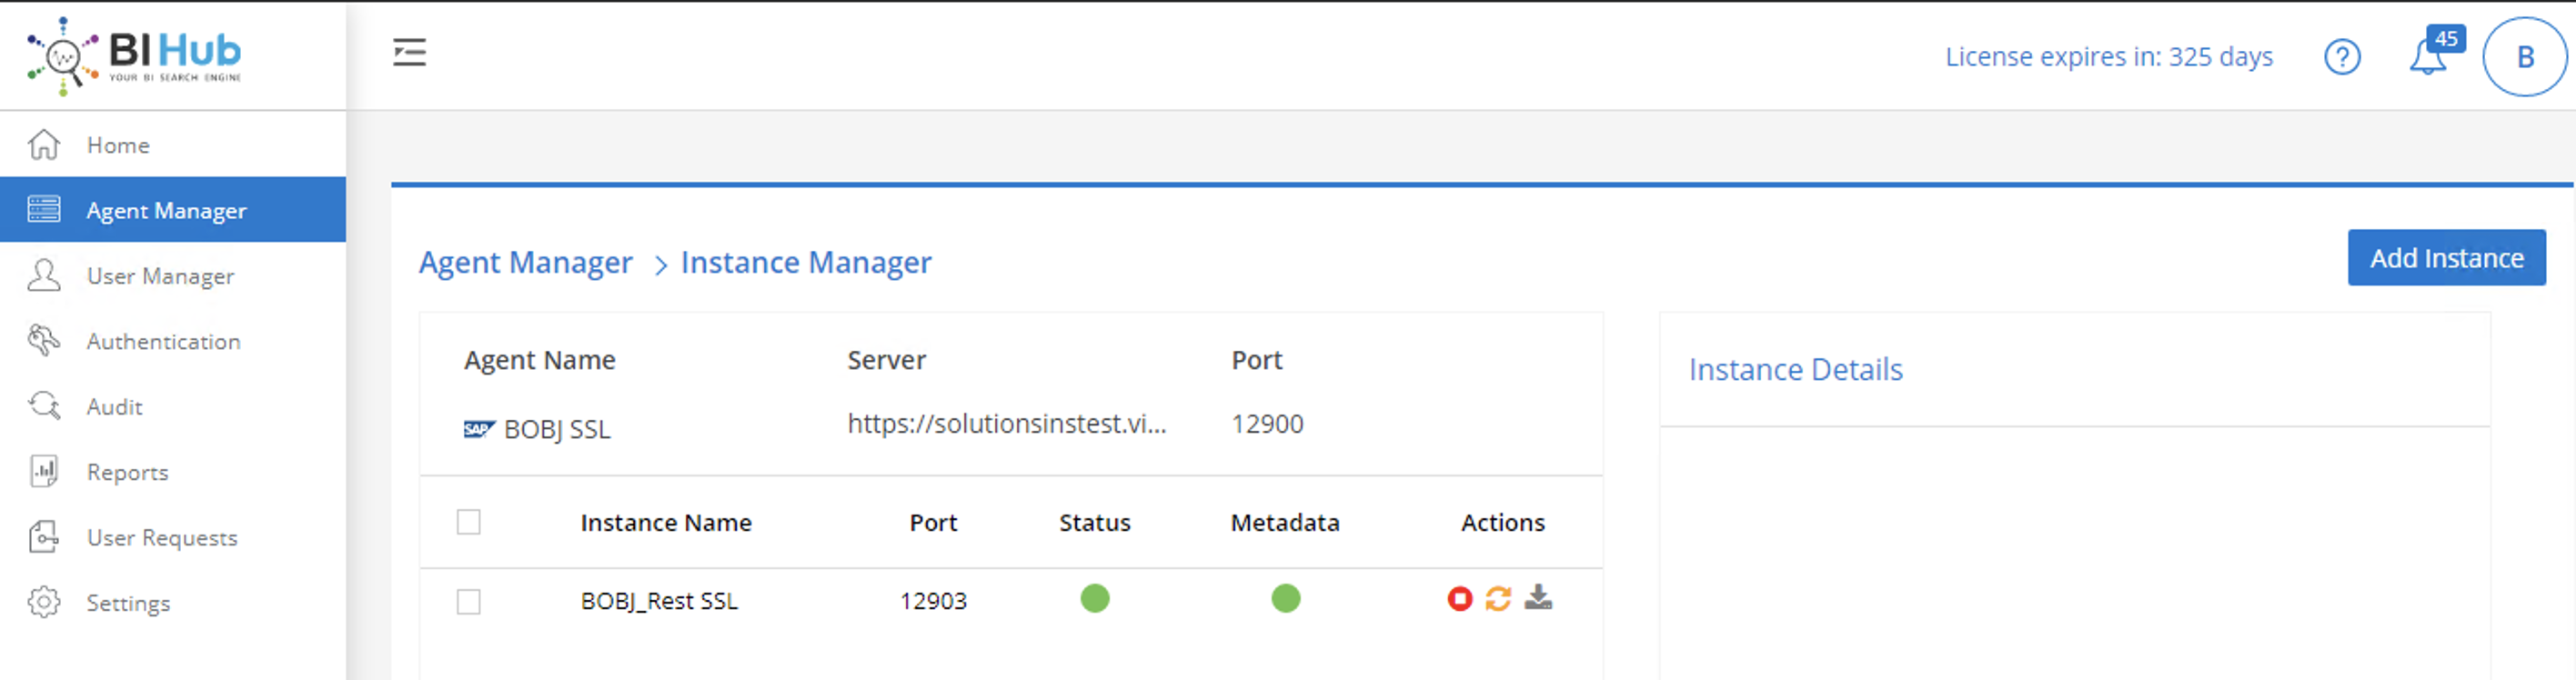 BI Hub
YOUR BI SEARCH ENGINE
License expires in: 325 days
45
B
Home
Agent Manager
User Manager
Authentication
Audit
Reports
User Requests
Settings
Agent Manager > Instance Manager
Add Instance
Agent Name Server Port
SAP BOBJ SSL https://solutionsinstest.vi... 12900
Instance Name Port Status Metadata Actions
BOBJ_Rest SSL 12903
Instance Details